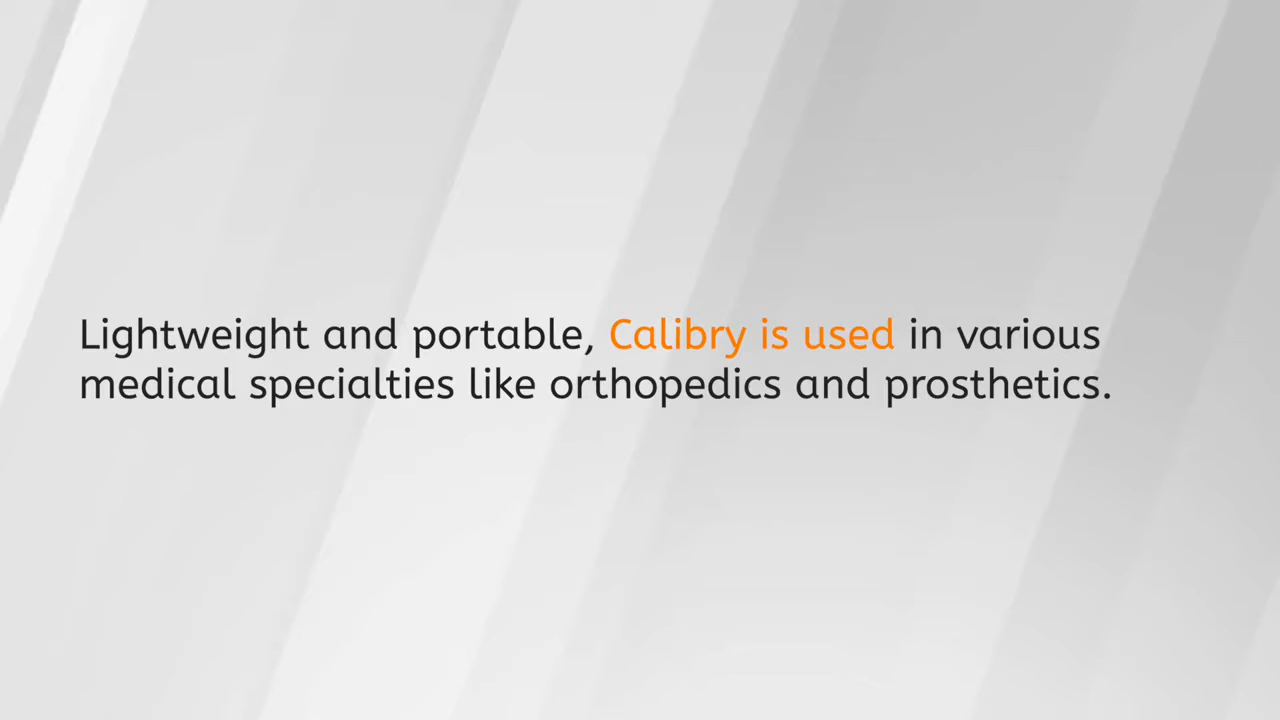 Lightweight and portable, Calibry is used in various
medical specialties like orthopedics and prosthetics.